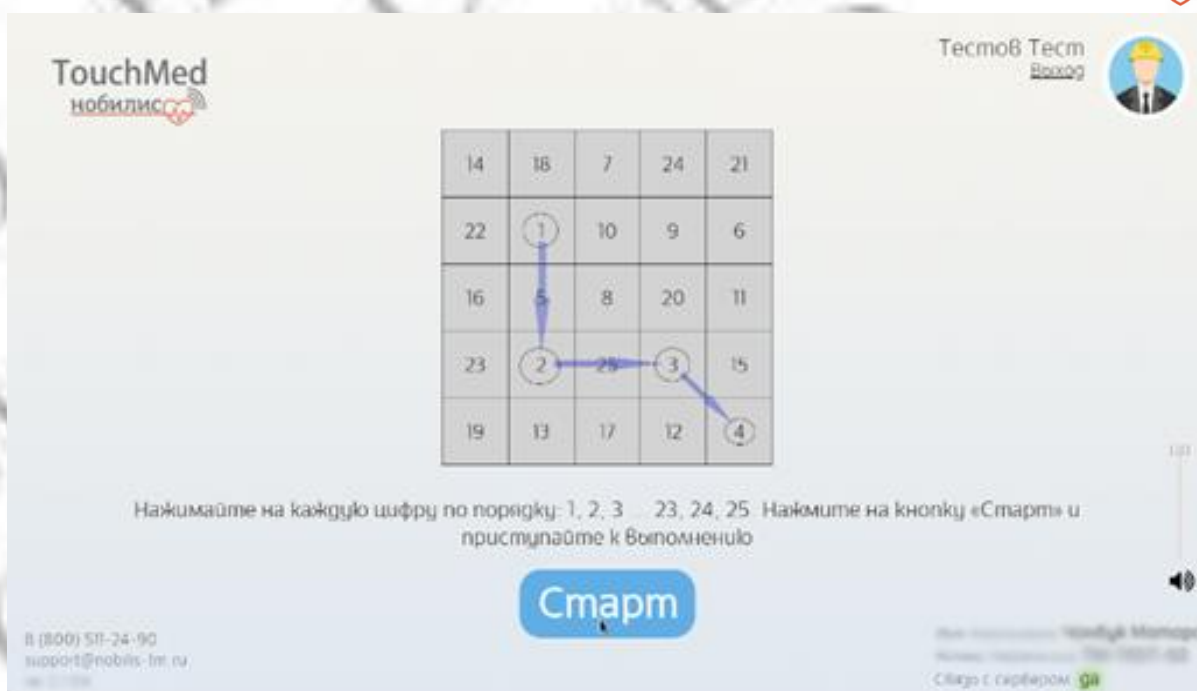 Тестов Тест
Выход
TouchMed
нобилис
14 18 7 24 21
22 1 10 9 6
16 5 8 20 11
23 2 25 3 15
19 13 17 12 4
Нажимайте на каждую цифру по порядку: 1, 2, 3 ... 23, 24, 25. Нажмите на кнопку «Старт» и
приступайте к выполнению
Старт
8 (800) 511-24-90
support@nobilis-tm.ru
Связь с сервером: да